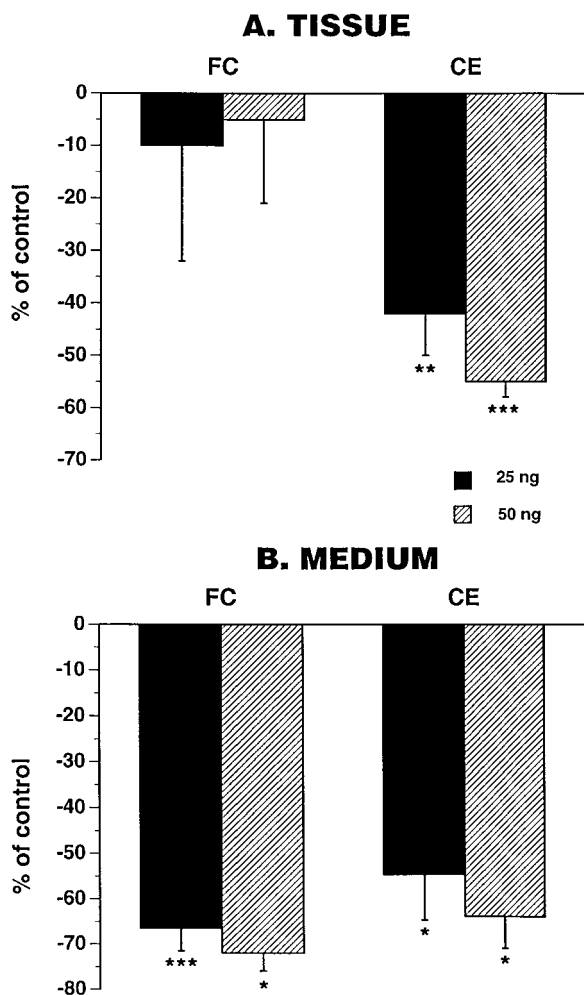 A. TISSUE
FC CE
0
-10
-20
-30
-40
-50
-60
-70
% of control
**
***
25 ng
50 ng
B. MEDIUM
FC CE
0
-10
-20
-30
-40
-50
-60
-70
-80
% of control
***
*
*
*